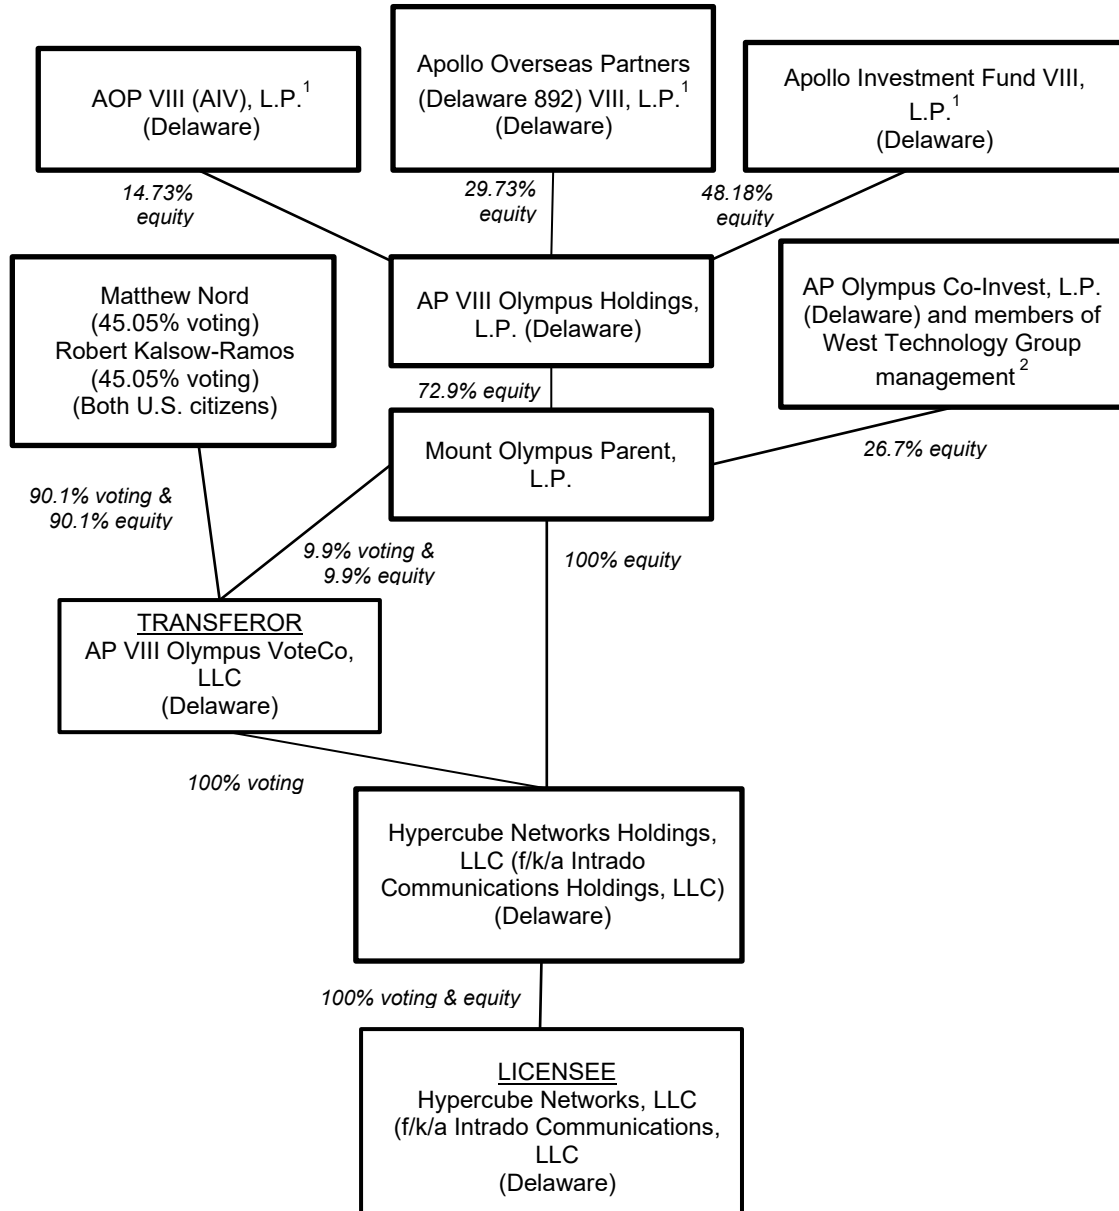 AOP VIII (AIV), L.P.¹
(Delaware)
Apollo Overseas Partners
(Delaware 892) VIII, L.P.¹
(Delaware)
Apollo Investment Fund VIII,
L.P.¹
(Delaware)
14.73%
equity
29.73%
equity
48.18%
equity
Matthew Nord
(45.05% voting)
Robert Kalsow-Ramos
(45.05% voting)
(Both U.S. citizens)
AP VIII Olympus Holdings,
L.P. (Delaware)
AP Olympus Co-Invest, L.P.
(Delaware) and members of
West Technology Group
management ²
72.9% equity
26.7% equity
Mount Olympus Parent,
L.P.
90.1% voting &
90.1% equity
9.9% voting &
9.9% equity
100% equity
TRANSFEROR
AP VIII Olympus VoteCo,
LLC
(Delaware)
100% voting
Hypercube Networks Holdings,
LLC (f/k/a Intrado
Communications Holdings, LLC)
(Delaware)
100% voting & equity
LICENSEE
Hypercube Networks, LLC
(f/k/a Intrado Communications,
LLC
(Delaware)